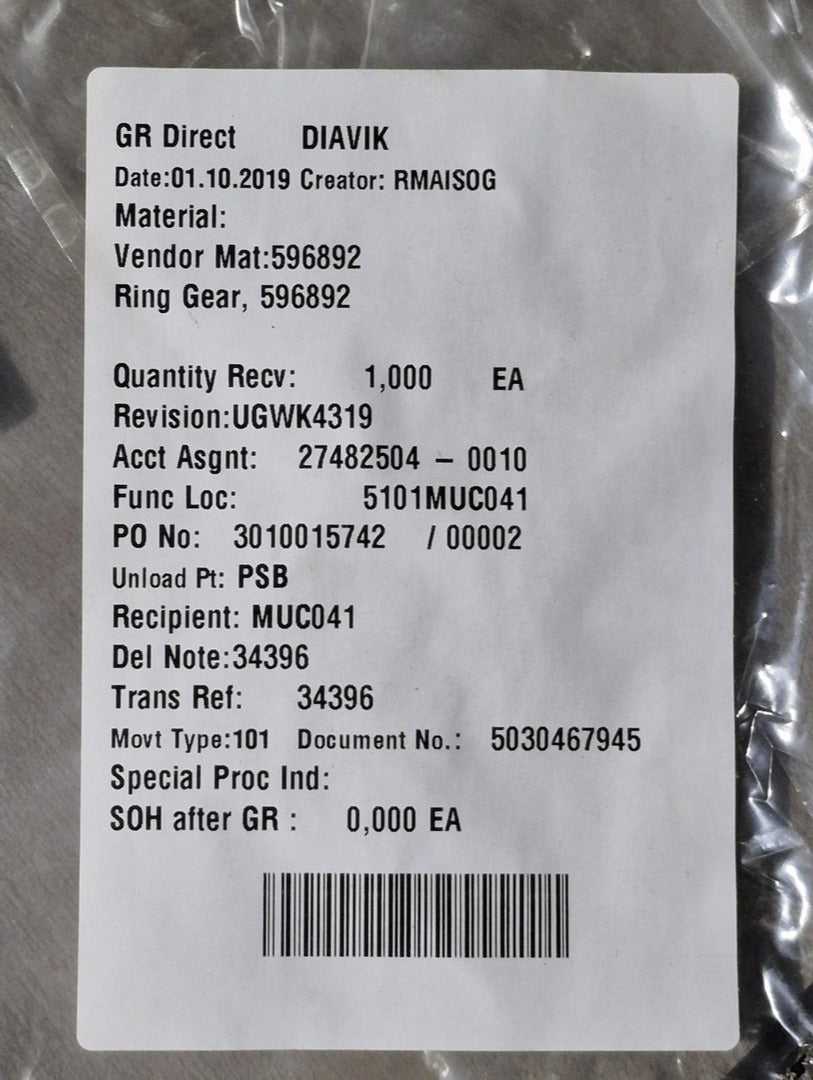 GR Direct DIAVIK
Date:01.10.2019 Creator: RMAISOG
Material:
Vendor Mat:596892
Ring Gear, 596892
Quantity Recv: 1,000 EA
Revision:UGWK4319
Acct Asgnt: 27482504 – 0010
Func Loc: 5101MUC041
PO No: 3010015742 / 00002
Unload Pt: PSB
Recipient: MUC041
Del Note:34396
Trans Ref: 34396
Movt Type:101 Document No.: 5030467945
Special Proc Ind:
SOH after GR : 0,000 EA